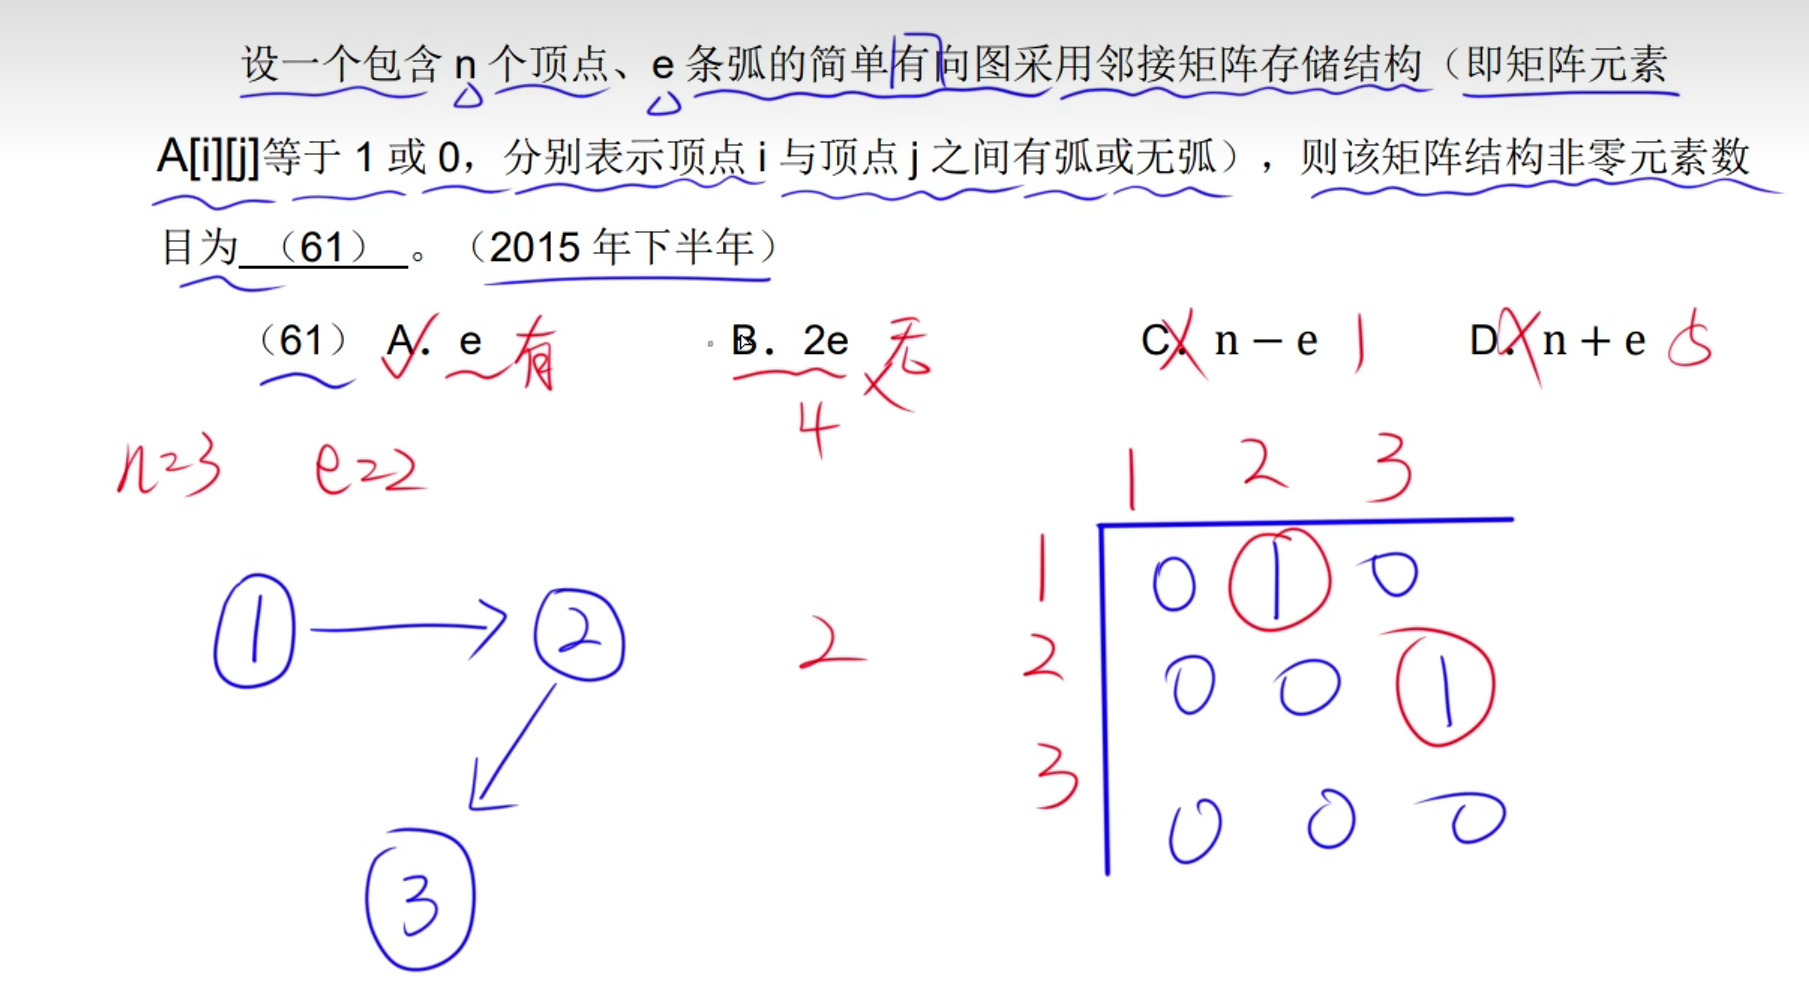 设一个包含 n 个顶点、e 条弧的简单有向图采用邻接矩阵存储结构（即矩阵元素
A[i][j]等于 1 或 0，分别表示顶点 i 与顶点 j 之间有弧或无弧），则该矩阵结构非零元素数
目为 （61） 。（2015 年下半年）
（61） A. e 有 B. 2e 无 C. n − e 1 D. n + e 5
4
n=3 e=2
1 2 3
1 0 1 0
1 2 2 2 0 0 1
3 0 0 0
3